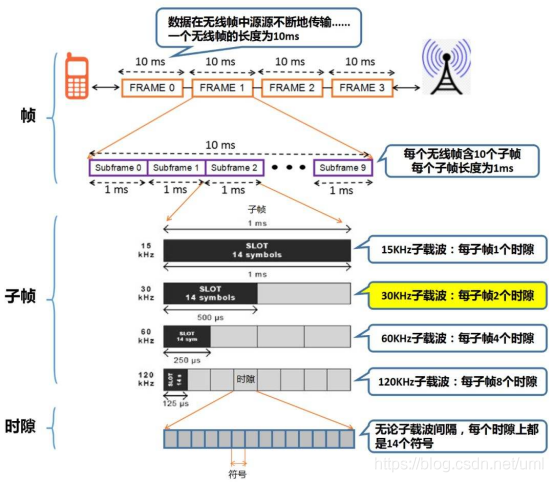 数据在无线帧中源源不断地传输……
一个无线帧的长度为10ms
10 ms
10 ms
10 ms
10 ms
FRAME 0
FRAME 1
FRAME 2
FRAME 3
帧
10 ms
Subframe 0
Subframe 1
Subframe 2
Subframe 9
1 ms
1 ms
1 ms
1 ms
每个无线帧含10个子帧
每个子帧长度为1ms
子帧
子帧
1 ms
15
kHz
SLOT
14 symbols
1 ms
15KHz子载波：每子帧1个时隙
30
kHz
SLOT
14 symbols
500 µs
30KHz子载波：每子帧2个时隙
60
kHz
SLOT
14 sym
250 µs
60KHz子载波：每子帧4个时隙
120
kHz
SLOT
14 s
时隙
125 µs
120KHz子载波：每子帧8个时隙
时隙
无论子载波间隔，每个时隙上都
是14个符号
符号
https://blog.csdn.net/uml